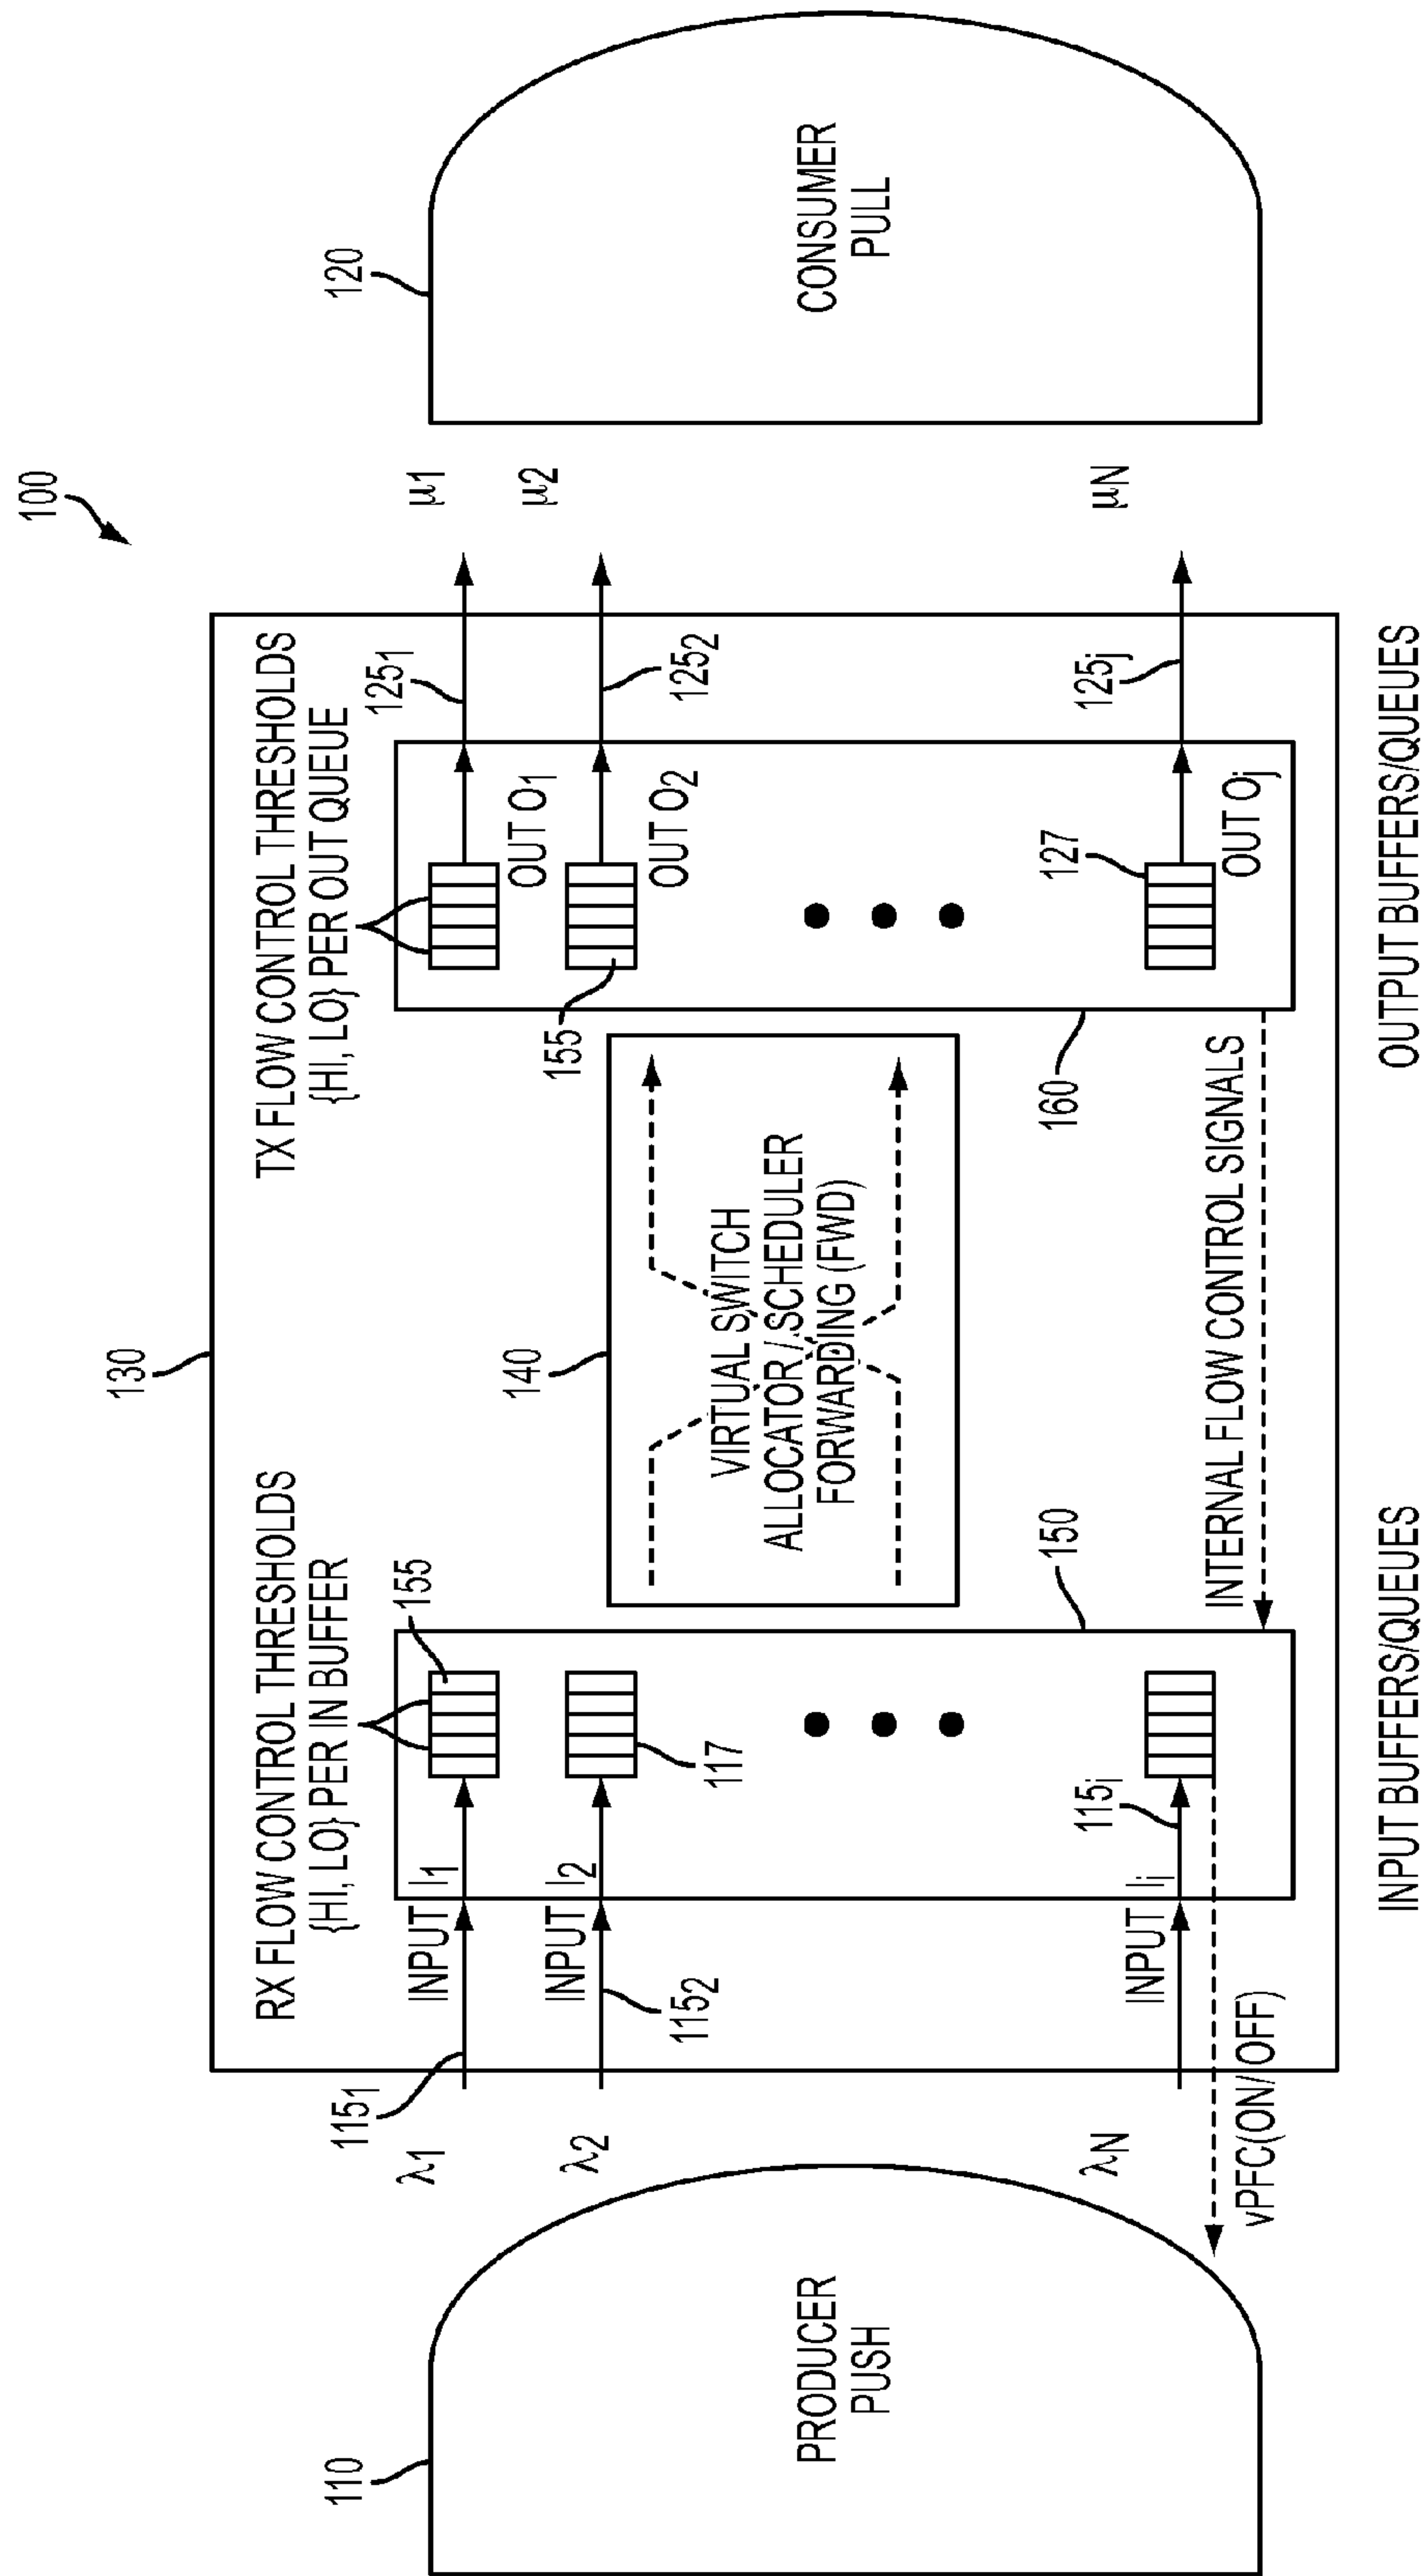 100
130
110
120
RX FLOW CONTROL THRESHOLDS
{HI, LO} PER IN BUFFER
TX FLOW CONTROL THRESHOLDS
{HI, LO} PER OUT QUEUE
115₁
λ1
INPUT I₁
155
125₁
μ1
OUT O₁
λ2
INPUT I₂
115₂
117
155
OUT O₂
125₂
μ2
140
VIRTUAL SWITCH
ALLOCATOR / SCHEDULER
FORWARDING (FWD)
PRODUCER
PUSH
CONSUMER
PULL
λN
INPUT Iᵢ
115ᵢ
150
160
127
OUT Oⱼ
125ⱼ
μN
vPFC(ON/OFF)
INTERNAL FLOW CONTROL SIGNALS
INPUT BUFFERS/QUEUES
OUTPUT BUFFERS/QUEUES